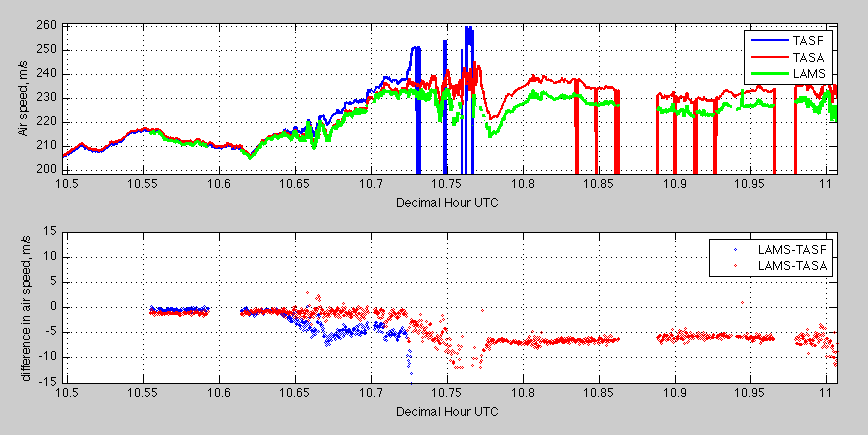 260
250
240
230
220
210
200
Air speed, m/s
TASF
TASA
LAMS
10.5 10.55 10.6 10.65 10.7 10.75 10.8 10.85 10.9 10.95 11
Decimal Hour UTC
15
10
5
0
-5
-10
-15
difference in air speed, m/s
LAMS-TASF
LAMS-TASA
10.5 10.55 10.6 10.65 10.7 10.75 10.8 10.85 10.9 10.95 11
Decimal Hour UTC